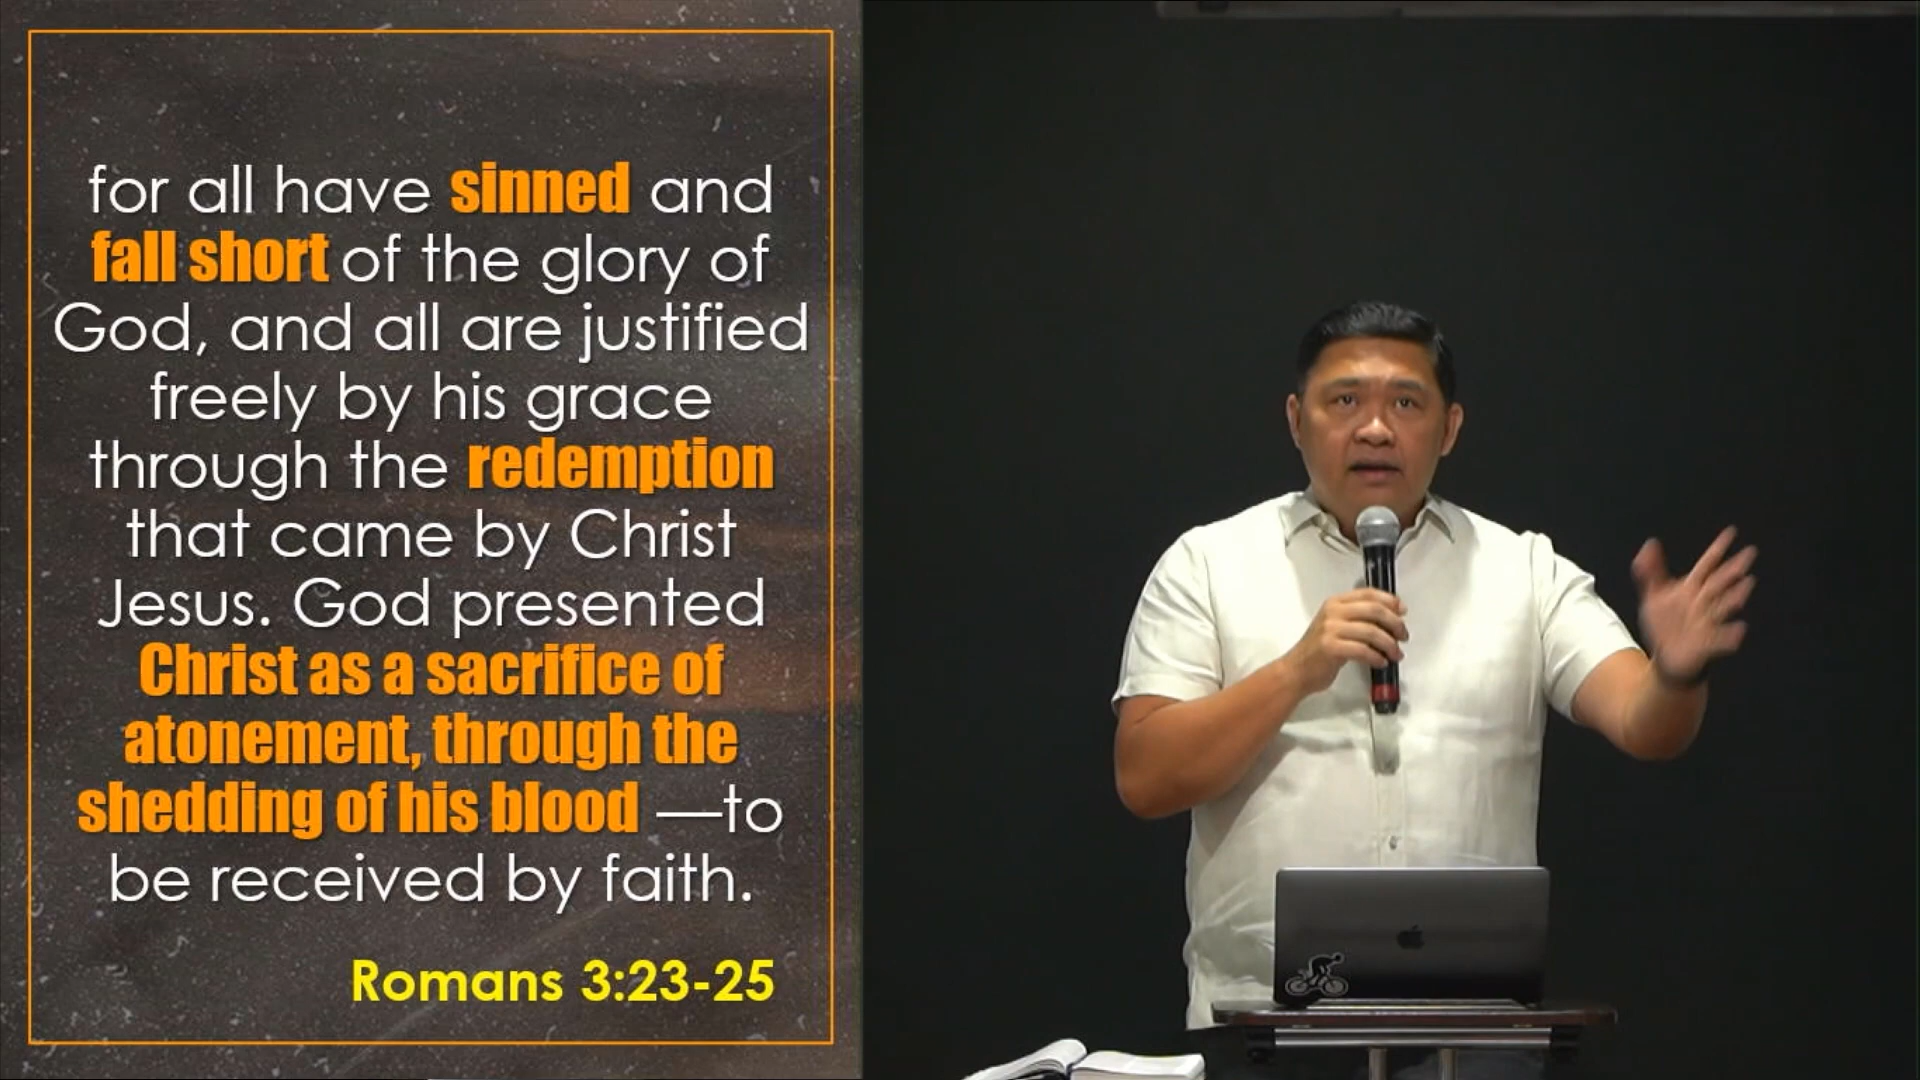 for all have sinned and
fall short of the glory of
God, and all are justified
freely by his grace
through the redemption
that came by Christ
Jesus. God presented
Christ as a sacrifice of
atonement, through the
shedding of his blood —to
be received by faith.
Romans 3:23-25